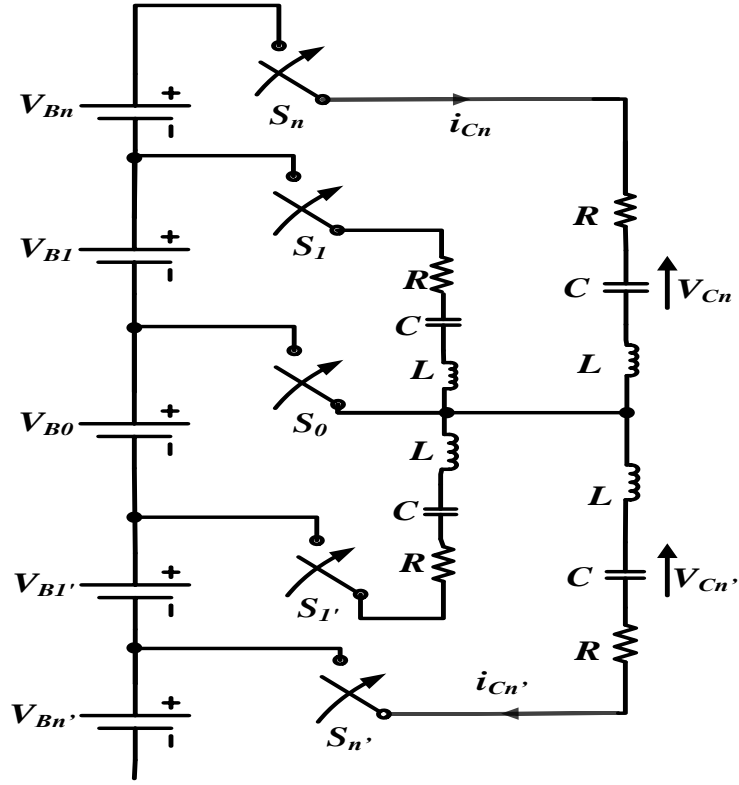 V_Bn + −
S_n
i_Cn
V_B1 + −
S_1
R
R
C
C V_Cn
L
L
V_B0 + −
S_0
L
L
C
C V_Cn’
R
R
V_B1' + −
S_1'
V_Bn’ + −
S_n’
i_Cn’